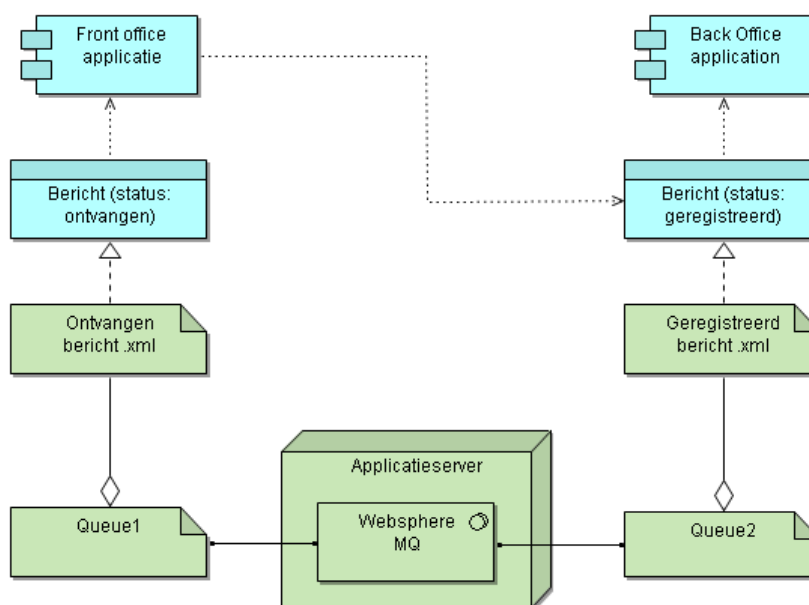 Front office
applicatie
Back Office
application
Bericht (status:
ontvangen)
Bericht (status:
geregistreerd)
Ontvangen
bericht .xml
Geregistreerd
bericht .xml
Applicatieserver
Queue1
Websphere
MQ
Queue2